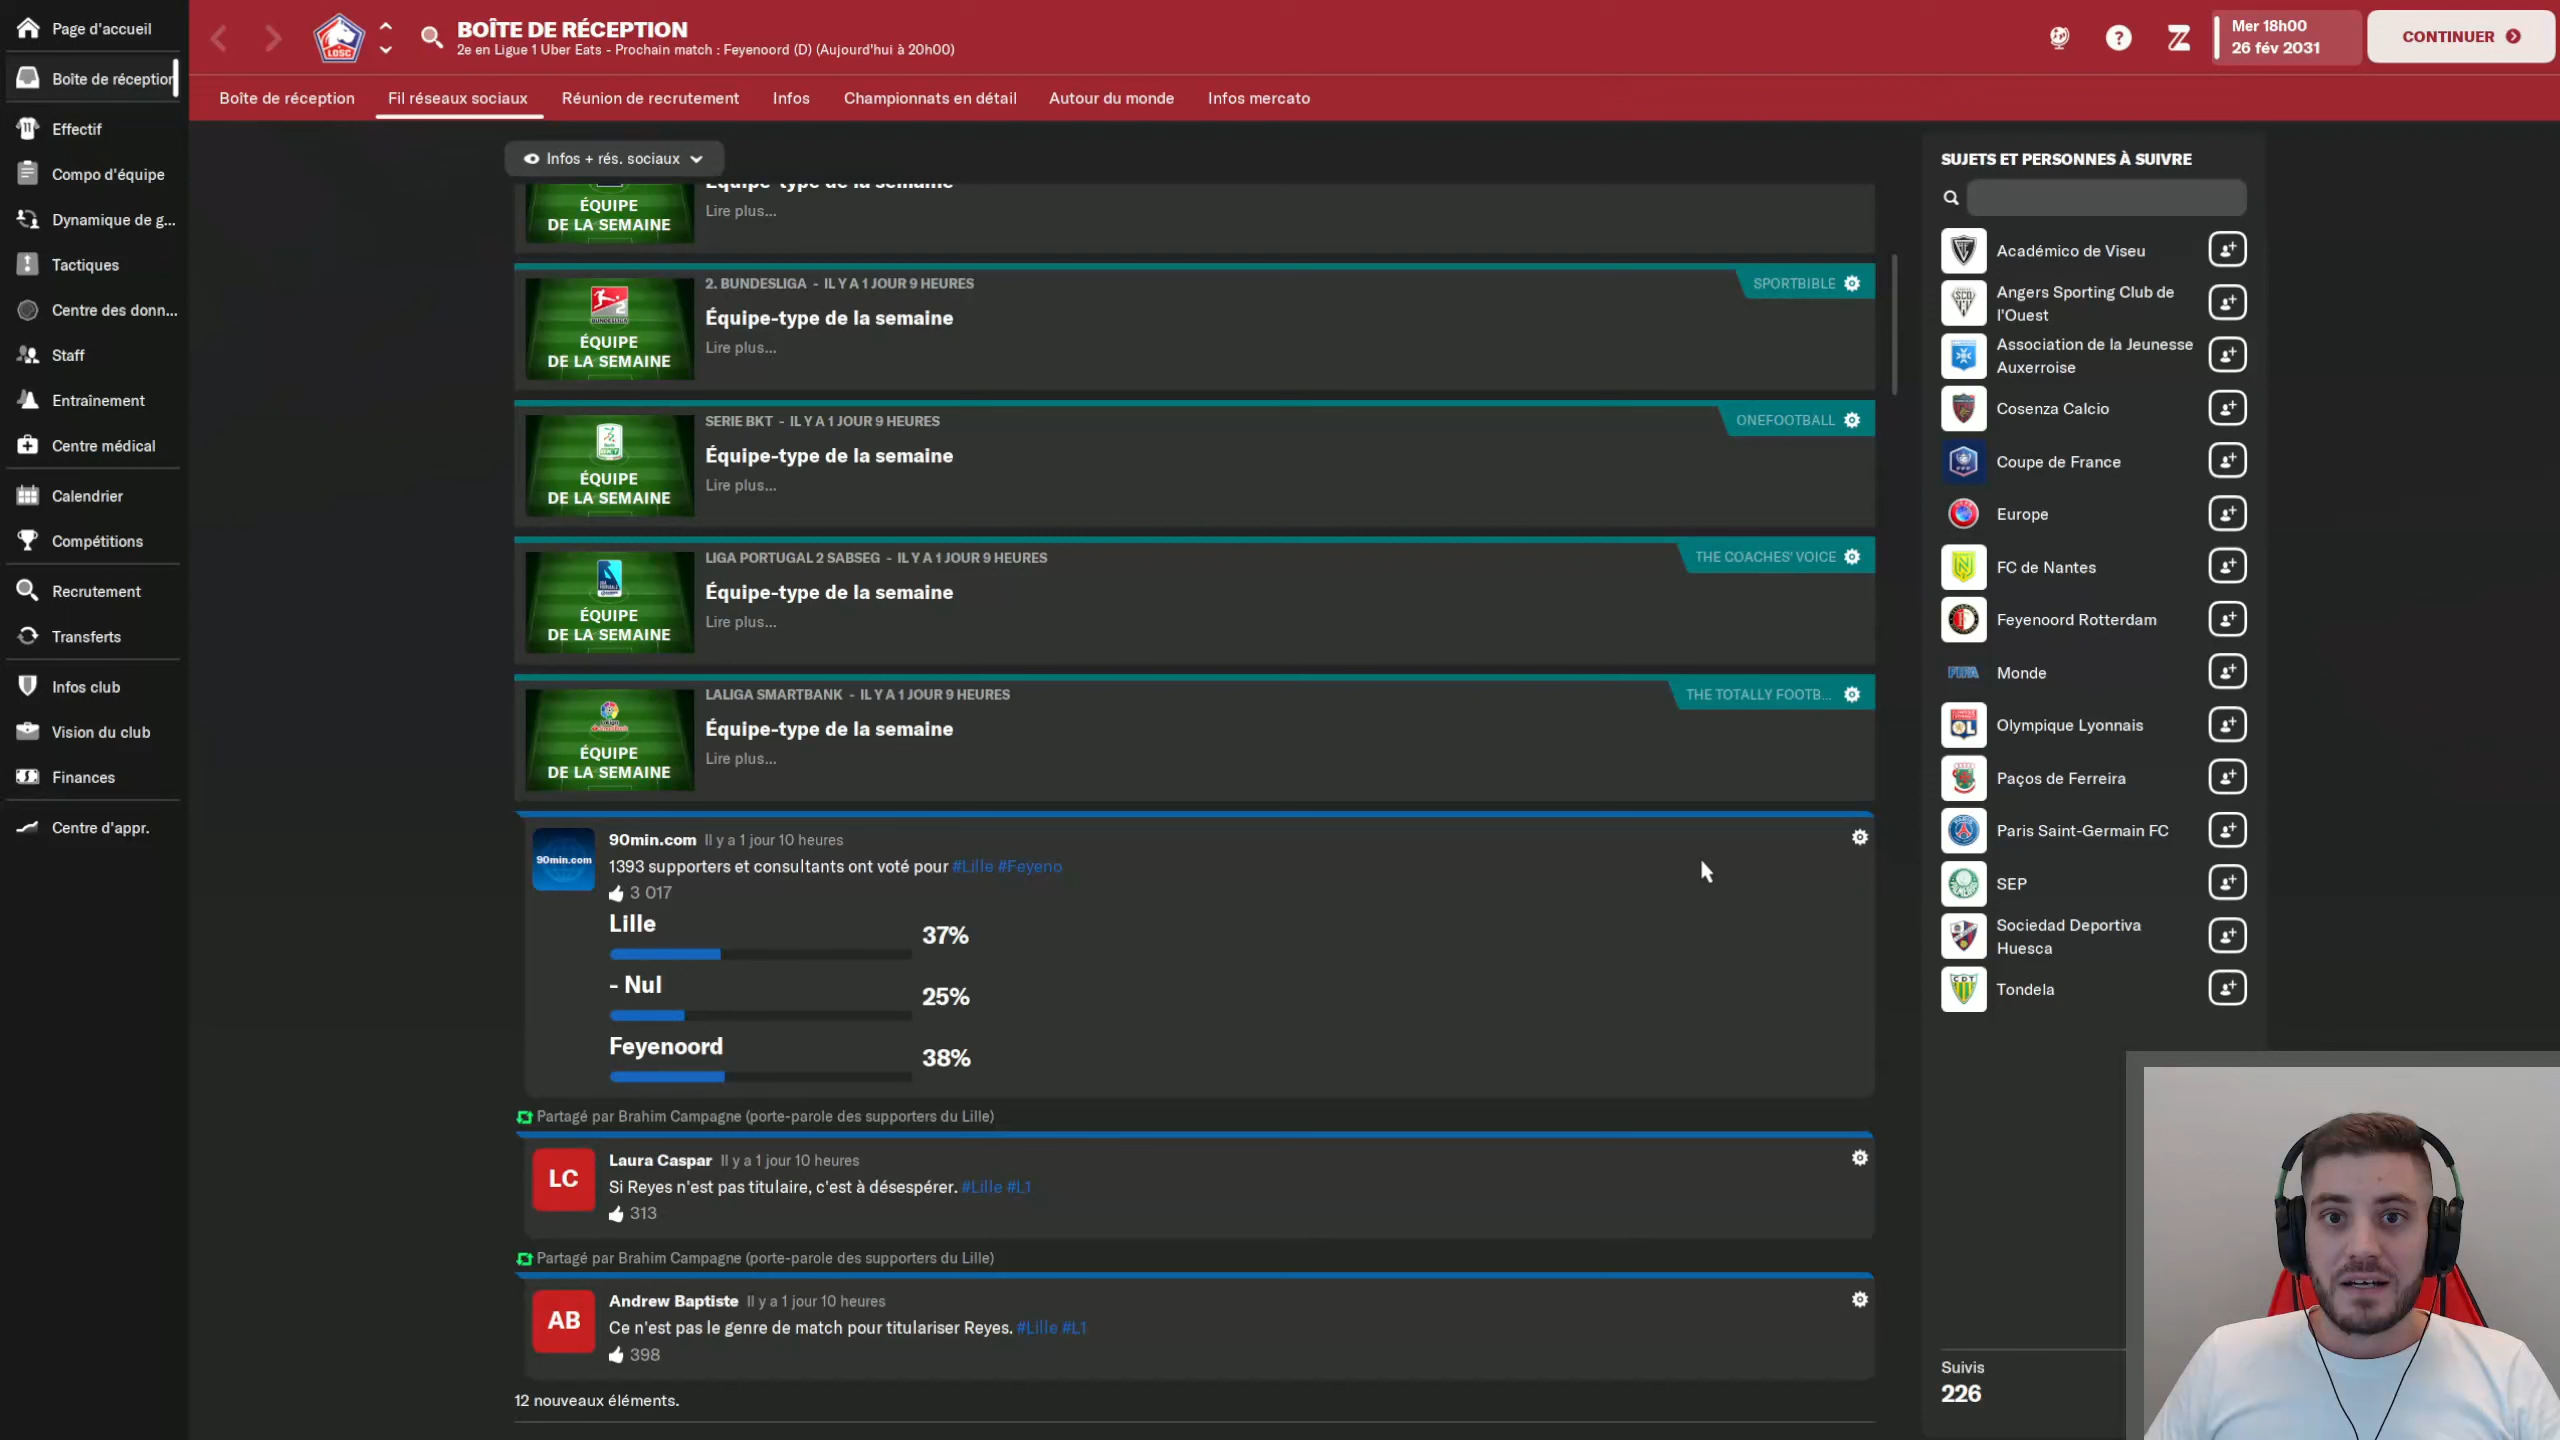 Page d'accueil
Boîte de réception
Effectif
Compo d'équipe
Dynamique de g...
Tactiques
Centre des donn...
Staff
Entraînement
Centre médical
Calendrier
Compétitions
Recrutement
Transferts
Infos club
Vision du club
Finances
Centre d'appr.
LOSC
BOÎTE DE RÉCEPTION
2e en Ligue 1 Uber Eats - Prochain match : Feyenoord (D) (Aujourd'hui à 20h00)
Mer 18h00
26 fév 2031
CONTINUER
Boîte de réception
Fil réseaux sociaux
Réunion de recrutement
Infos
Championnats en détail
Autour du monde
Infos mercato
Infos + rés. sociaux
Équipe-type de la semaine
ÉQUIPE
DE LA SEMAINE
Lire plus...
2. BUNDESLIGA - IL Y A 1 JOUR 9 HEURES
SPORTBIBLE
Équipe-type de la semaine
ÉQUIPE
DE LA SEMAINE
Lire plus...
SERIE BKT - IL Y A 1 JOUR 9 HEURES
ONEFOOTBALL
Équipe-type de la semaine
ÉQUIPE
DE LA SEMAINE
Lire plus...
LIGA PORTUGAL 2 SABSEG - IL Y A 1 JOUR 9 HEURES
THE COACHES' VOICE
Équipe-type de la semaine
ÉQUIPE
DE LA SEMAINE
Lire plus...
LALIGA SMARTBANK - IL Y A 1 JOUR 9 HEURES
THE TOTALLY FOOTB...
Équipe-type de la semaine
ÉQUIPE
DE LA SEMAINE
Lire plus...
90min.com
90min.com Il y a 1 jour 10 heures
1393 supporters et consultants ont voté pour #Lille #Feyeno
3 017
Lille
37%
- Nul
25%
Feyenoord
38%
Partagé par Brahim Campagne (porte-parole des supporters du Lille)
LC
Laura Caspar Il y a 1 jour 10 heures
Si Reyes n'est pas titulaire, c'est à désespérer. #Lille #L1
313
Partagé par Brahim Campagne (porte-parole des supporters du Lille)
AB
Andrew Baptiste Il y a 1 jour 10 heures
Ce n'est pas le genre de match pour titulariser Reyes. #Lille #L1
398
12 nouveaux éléments.
SUJETS ET PERSONNES À SUIVRE
Académico de Viseu
Angers Sporting Club de
l'Ouest
Association de la Jeunesse
Auxerroise
Cosenza Calcio
Coupe de France
Europe
FC de Nantes
Feyenoord Rotterdam
FIFA
Monde
Olympique Lyonnais
Paços de Ferreira
Paris Saint-Germain FC
SEP
Sociedad Deportiva
Huesca
Tondela
Suivis
226